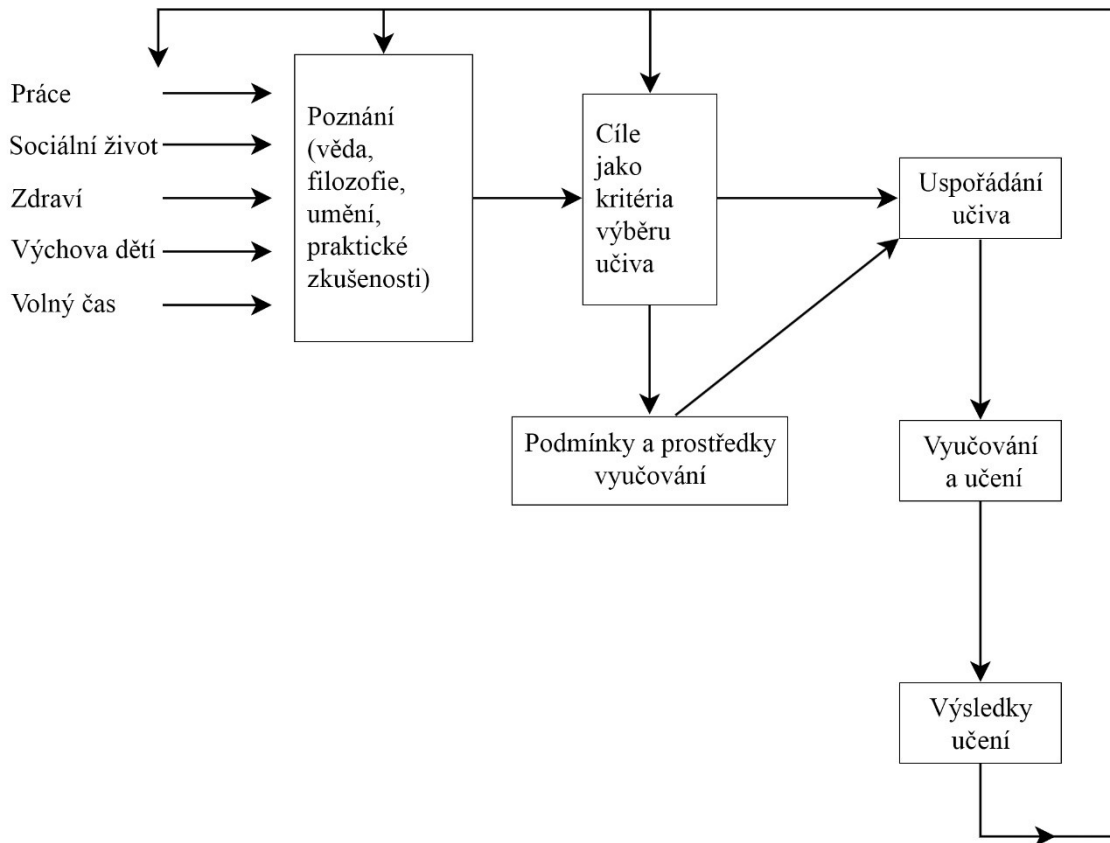 Práce
Sociální život
Zdraví
Výchova dětí
Volný čas
Poznání
(věda,
filozofie,
umění,
praktické
zkušenosti)
Cíle
jako
kritéria
výběru
učiva
Uspořádání
učiva
Podmínky a prostředky
vyučování
Vyučování
a učení
Výsledky
učení